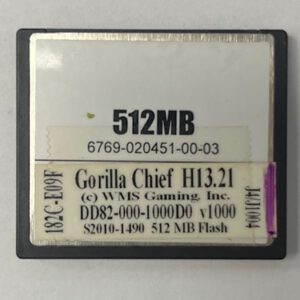 512MB
6769-020451-00-03
182C-E09F
Gorilla Chief H13.21
(c) WMS Gaming, Inc.
DD82-000-1000D0 v1000
S2010-1490 512 MB Flash